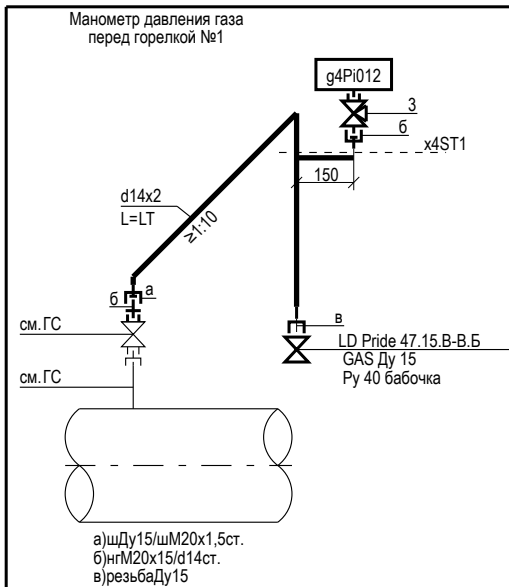 Манометр давления газа
перед горелкой №1
g4Pi012
3
б
x4ST1
150
d14x2
L=LT
≥1:10
а
б
см.ГС
в
LD Pride 47.15.В-В.Б
GAS Ду 15
Ру 40 бабочка
см.ГС
а)шДу15/шМ20х1,5ст.
б)нгМ20х15/d14ст.
в)резьбаДу15